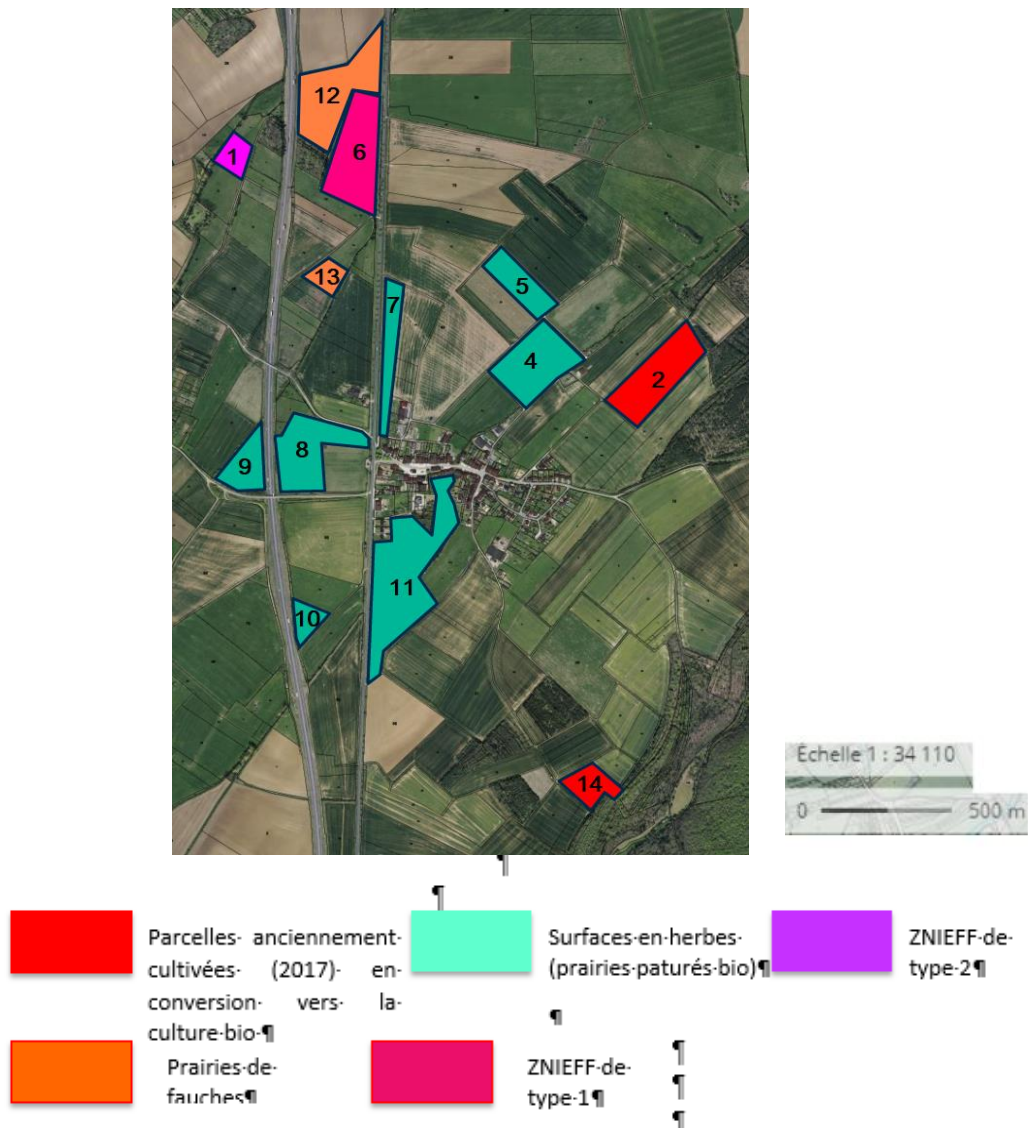 12
6
1
13
7
5
4
2
8
9
11
10
14
Échelle 1 : 34 110
0 500 m
¶
¶
Parcelles· anciennement·
cultivées· (2017)· en·
conversion· vers· la·
culture·bio·¶
Surfaces·en·herbes·
(prairies·paturés·bio)¶
¶
ZNIEFF·de·
type·2¶
Prairies·de·
fauches¶
ZNIEFF·de·
type·1¶
¶
¶
¶